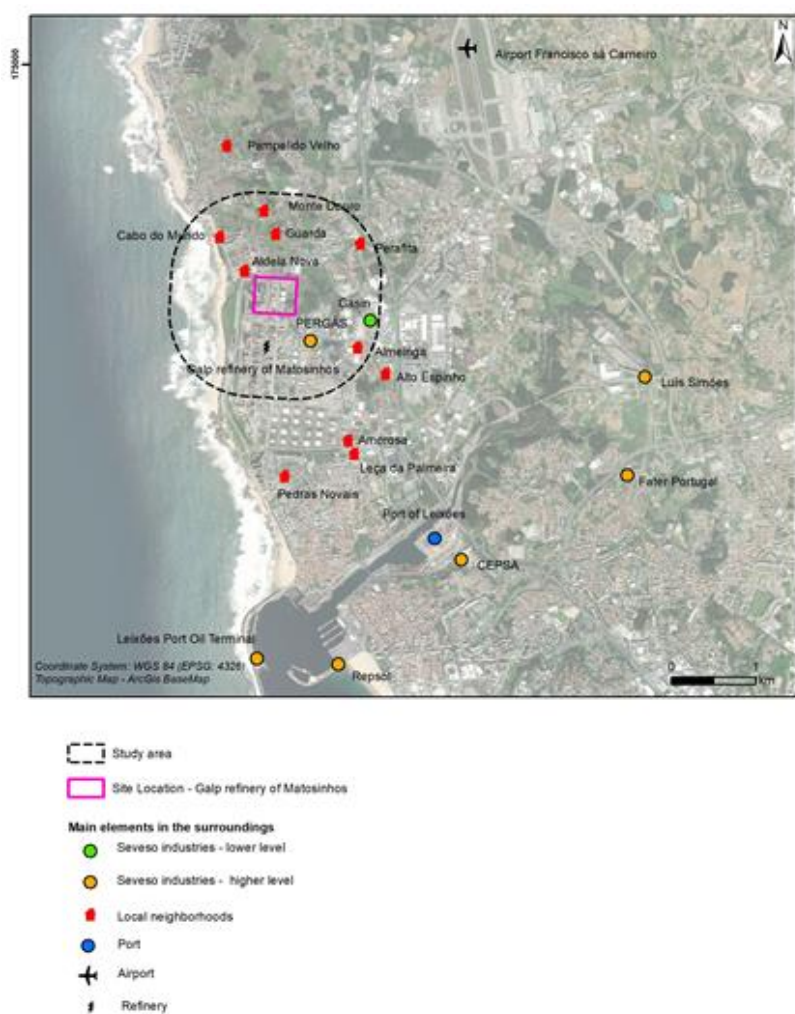 N
175000
Airport Francisco sá Carneiro
Pampelido Velho
Monte Douro
Cabo do Mundo
Guarda
Perafita
Aldeia Nova
Casin
PERGÁS
Almeinga
Galp refinery of Matosinhos
Alto Espinho
Luis Simões
Amorosa
Leça da Palmeira
Pedras Novais
Fater Portugal
Port of Leixões
CEPSA
Leixões Port Oil Terminal
Coordinate System: WGS 84 (EPSG: 4326)
Topographic Map - ArcGis BaseMap
Repsol
0 1
km
Study area
Site Location - Galp refinery of Matosinhos
Main elements in the surroundings
Seveso industries - lower level
Seveso industries - higher level
Local neighborhoods
Port
Airport
Refinery